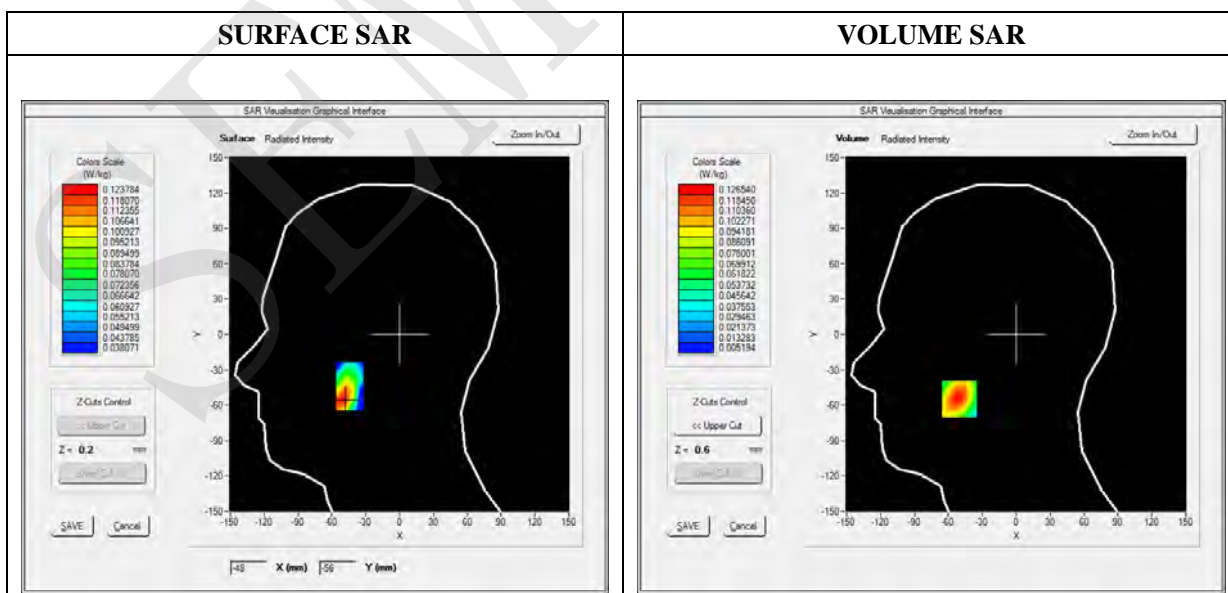 SURFACE SAR
VOLUME SAR
SAR Visualisation Graphical Interface
Surface Radiated Intensity
Zoom In/Out
Colors Scale
(W/kg)
0.123784
0.118070
0.112355
0.106641
0.100927
0.095213
0.089499
0.083784
0.078070
0.072356
0.066642
0.060927
0.055213
0.049499
0.043785
0.038071
Z-Cuts Control
<< Upper Cut
Z = 0.2 mm
SAVE
Cancel
150
120
90
60
30
0
-30
-60
-90
-120
-150
Y
-150 -120 -90 -60 -30 0 30 60 90 120 150
X
-48 X (mm) -56 Y (mm)
SAR Visualisation Graphical Interface
Volume Radiated Intensity
Zoom In/Out
Colors Scale
(W/kg)
0.126540
0.118450
0.110360
0.102271
0.094181
0.086091
0.078001
0.069912
0.061822
0.053732
0.045642
0.037553
0.029463
0.021373
0.013283
0.005194
Z-Cuts Control
<< Upper Cut
Z = 0.6 mm
SAVE
Cancel
150
120
90
60
30
0
-30
-60
-90
-120
-150
Y
-150 -120 -90 -60 -30 0 30 60 90 120 150
X
SEM